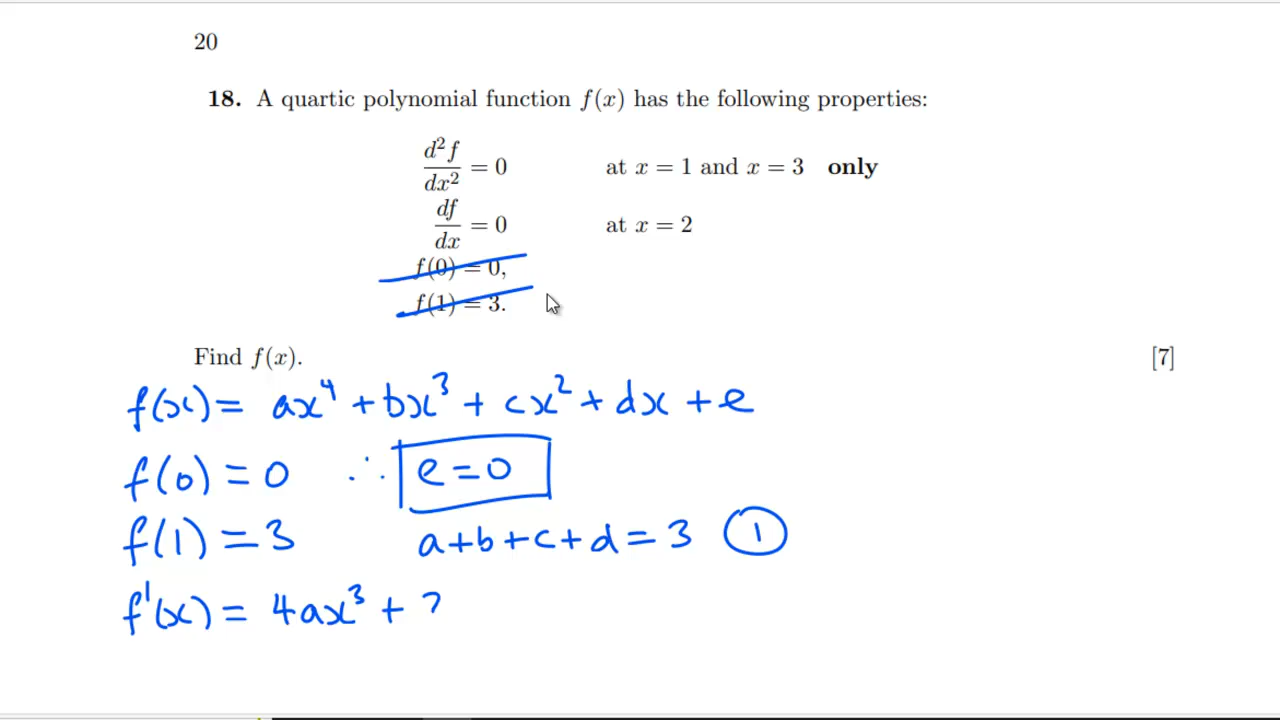 20
18. A quartic polynomial function f(x) has the following properties:
d²f/dx² = 0 at x = 1 and x = 3 only
df/dx = 0 at x = 2
f(0) = 0,
f(1) = 3.
Find f(x). [7]
f(x) = ax⁴ + bx³ + cx² + dx + e
f(0) = 0 ∴ e = 0
f(1) = 3 a+b+c+d = 3 ①
f'(x) = 4ax³ +